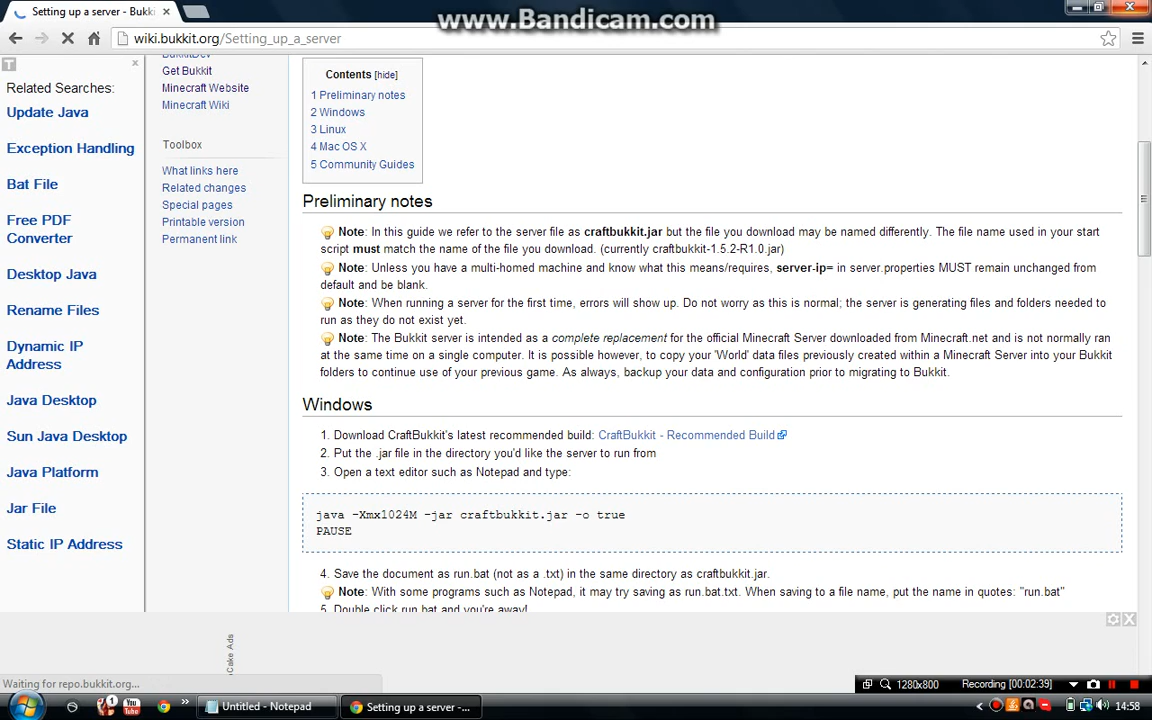 Setting up a server - Bukki
www.Bandicam.com
wiki.bukkit.org/Setting_up_a_server
T
Related Searches:
Update Java
Exception Handling
Bat File
Free PDF
Converter
Desktop Java
Rename Files
Dynamic IP
Address
Java Desktop
Sun Java Desktop
Java Platform
Jar File
Static IP Address
BukkitDev
Get Bukkit
Minecraft Website
Minecraft Wiki
Toolbox
What links here
Related changes
Special pages
Printable version
Permanent link
Contents [hide]
1 Preliminary notes
2 Windows
3 Linux
4 Mac OS X
5 Community Guides
Preliminary notes
Note: In this guide we refer to the server file as craftbukkit.jar but the file you download may be named differently. The file name used in your start
script must match the name of the file you download. (currently craftbukkit-1.5.2-R1.0.jar)
Note: Unless you have a multi-homed machine and know what this means/requires, server-ip= in server.properties MUST remain unchanged from
default and be blank.
Note: When running a server for the first time, errors will show up. Do not worry as this is normal; the server is generating files and folders needed to
run as they do not exist yet.
Note: The Bukkit server is intended as a complete replacement for the official Minecraft Server downloaded from Minecraft.net and is not normally ran
at the same time on a single computer. It is possible however, to copy your 'World' data files previously created within a Minecraft Server into your Bukkit
folders to continue use of your previous game. As always, backup your data and configuration prior to migrating to Bukkit.
Windows
1. Download CraftBukkit's latest recommended build: CraftBukkit - Recommended Build
2. Put the .jar file in the directory you'd like the server to run from
3. Open a text editor such as Notepad and type:
java -Xmx1024M -jar craftbukkit.jar -o true
PAUSE
4. Save the document as run.bat (not as a .txt) in the same directory as craftbukkit.jar.
Note: With some programs such as Notepad, it may try saving as run.bat.txt. When saving to a file name, put the name in quotes: "run.bat"
5. Double click run.bat and you're away!
Cake Ads
Waiting for repo.bukkit.org...
1280x800
Recording [00:02:39]
Untitled - Notepad
Setting up a server -...
14:58